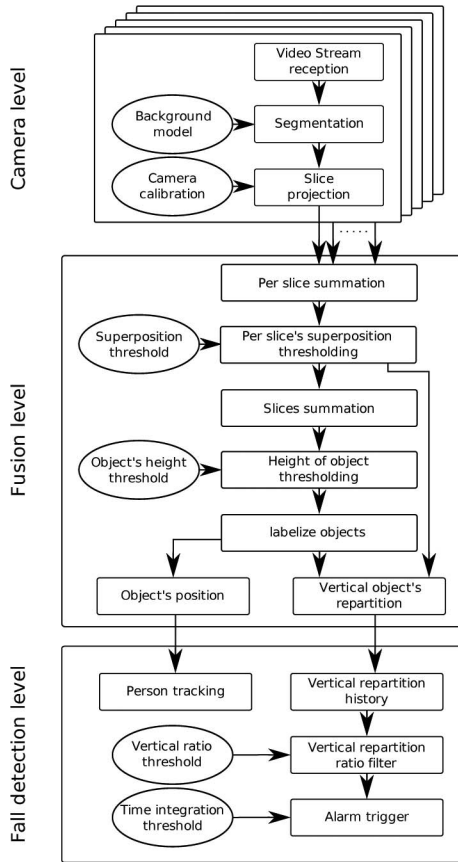 Camera level
Video Stream
reception
Background
model
Segmentation
Camera
calibration
Slice
projection
.....
Fusion level
Per slice summation
Superposition
threshold
Per slice's superposition
thresholding
Slices summation
Object's height
threshold
Height of object
thresholding
labelize objects
Object's position
Vertical object's
repartition
Fall detection level
Person tracking
Vertical repartition
history
Vertical ratio
threshold
Vertical repartition
ratio filter
Time integration
threshold
Alarm trigger